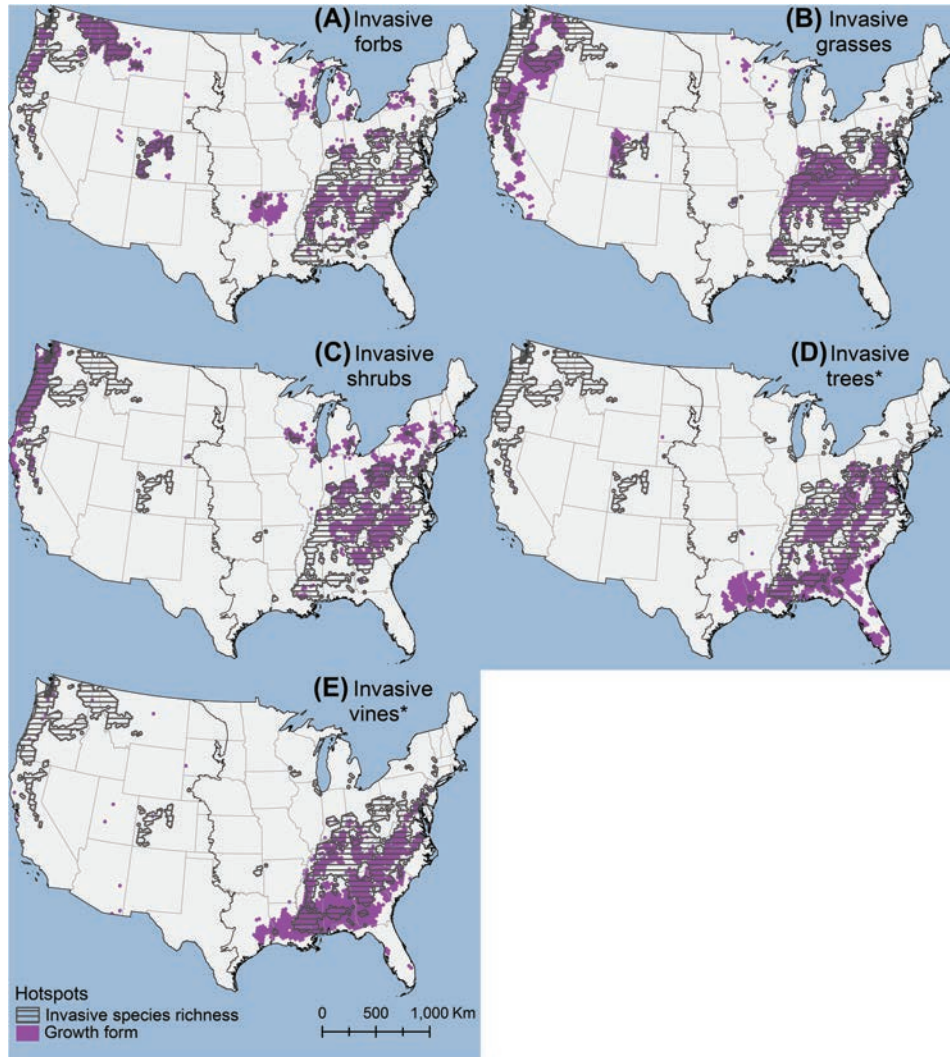 (A) Invasive
forbs
(B) Invasive
grasses
(C) Invasive
shrubs
(D) Invasive
trees*
(E) Invasive
vines*
Hotspots
Invasive species richness
Growth form
0 500 1,000 Km